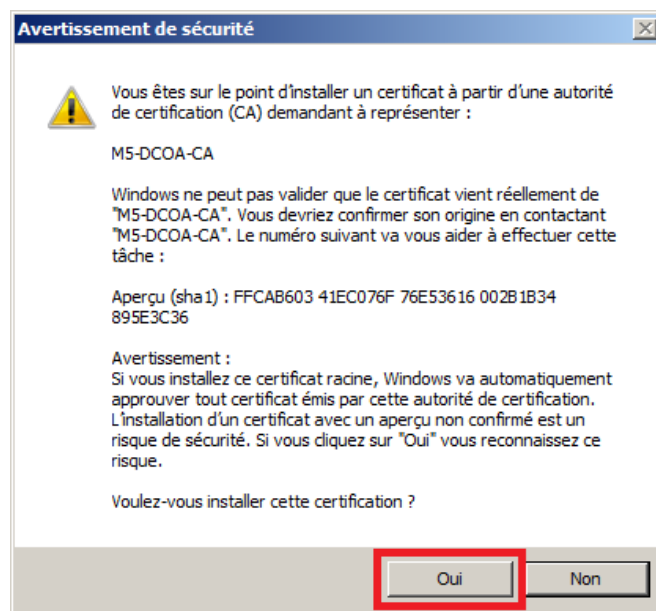 Avertissement de sécurité
Vous êtes sur le point d'installer un certificat à partir d'une autorité
de certification (CA) demandant à représenter :
M5-DCOA-CA
Windows ne peut pas valider que le certificat vient réellement de
"M5-DCOA-CA". Vous devriez confirmer son origine en contactant
"M5-DCOA-CA". Le numéro suivant va vous aider à effectuer cette
tâche :
Aperçu (sha1) : FFCAB603 41EC076F 76E53616 002B1B34
895E3C36
Avertissement :
Si vous installez ce certificat racine, Windows va automatiquement
approuver tout certificat émis par cette autorité de certification.
L'installation d'un certificat avec un aperçu non confirmé est un
risque de sécurité. Si vous cliquez sur "Oui" vous reconnaissez ce
risque.
Voulez-vous installer cette certification ?
Oui
Non